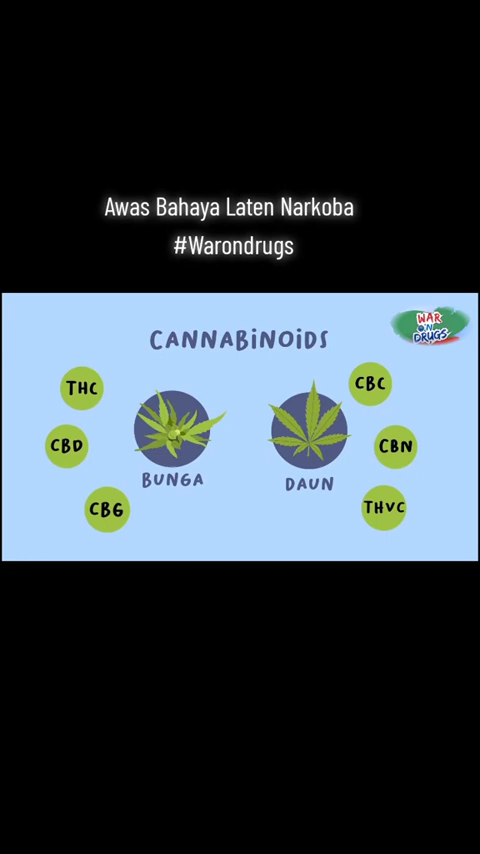 Awas Bahaya Laten Narkoba
#Warondrugs
WAR
ON
DRUGS
CANNABINOIDS
THC
CBD
CBG
BUNGA
DAUN
CBC
CBN
THVC